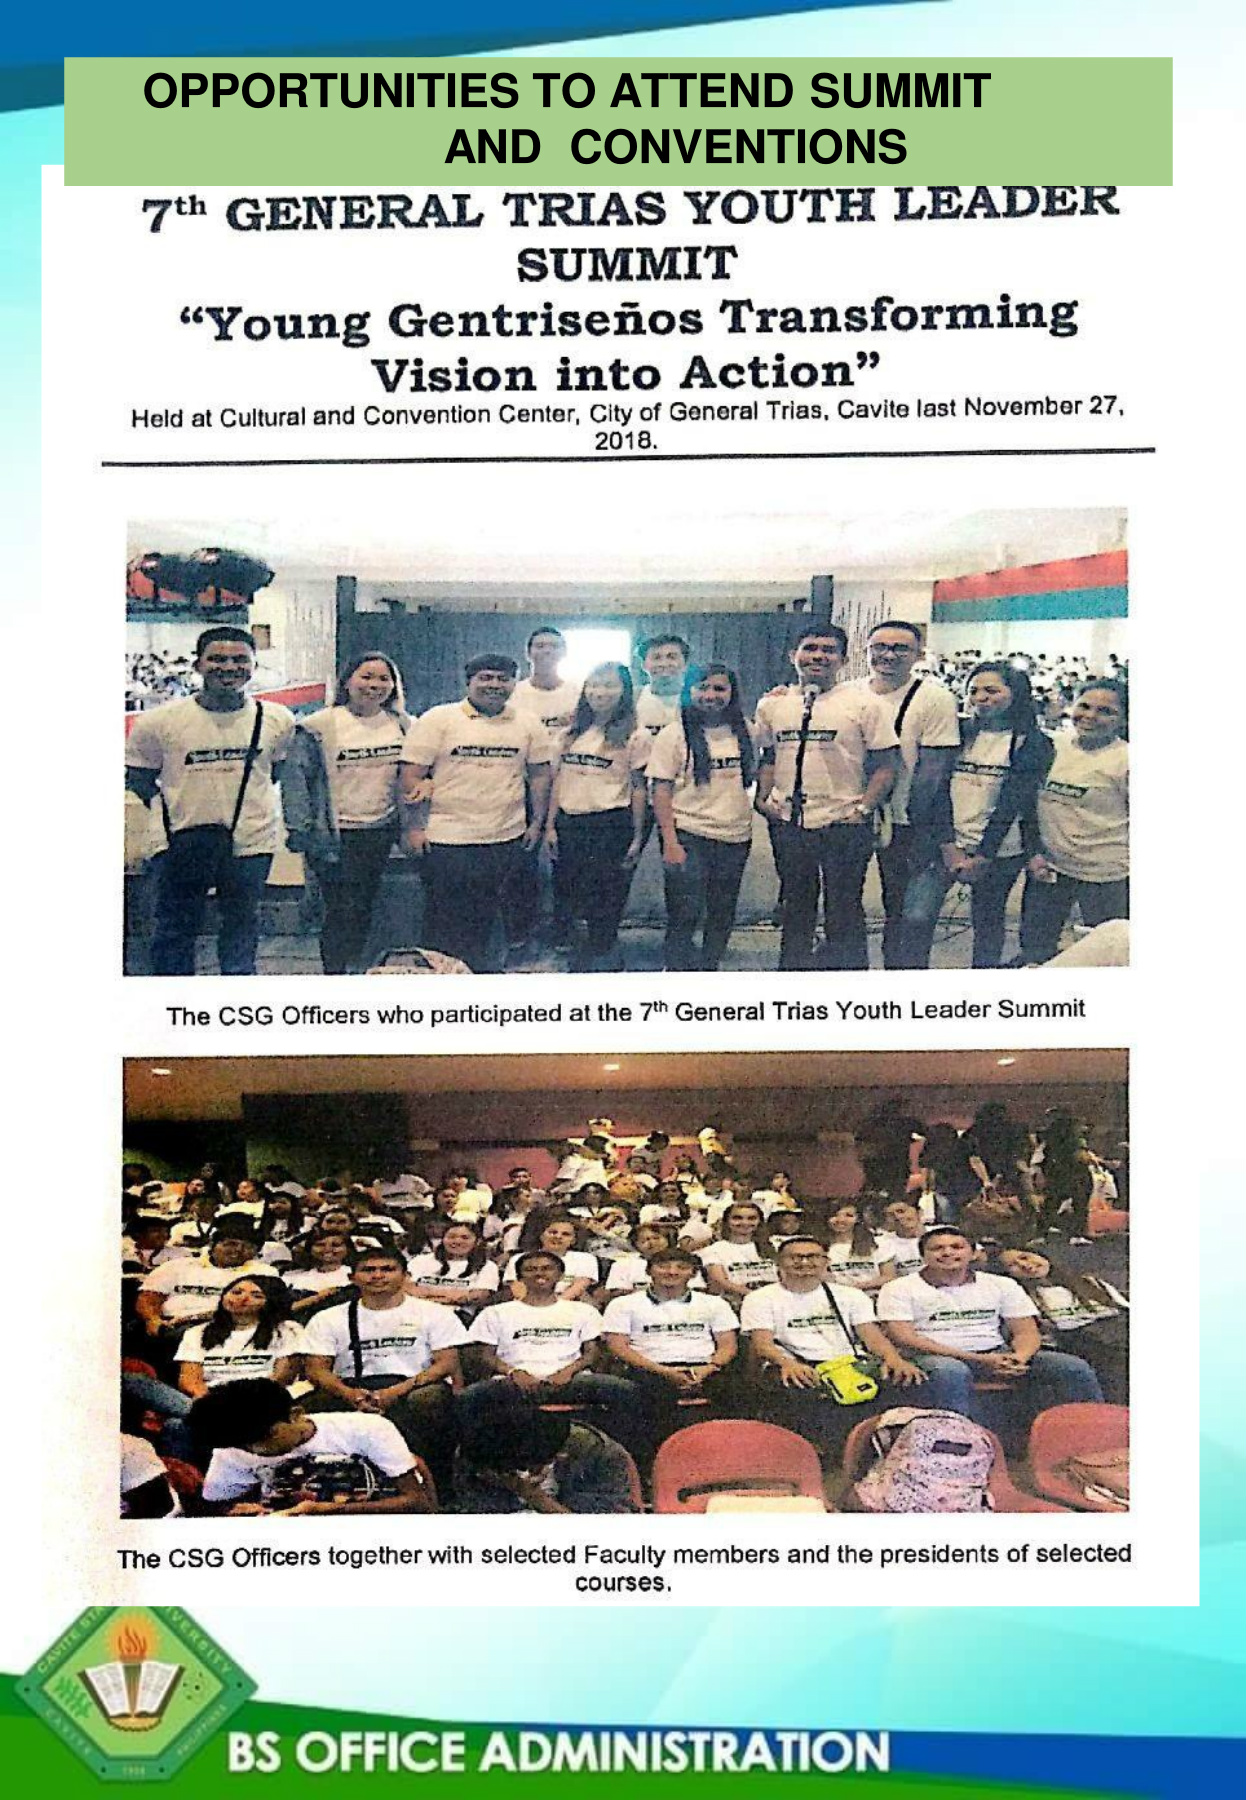 OPPORTUNITIES TO ATTEND SUMMIT
AND CONVENTIONS
7th GENERAL TRIAS YOUTH LEADER
SUMMIT
“Young Gentriseños Transforming
Vision into Action”
Held at Cultural and Convention Center, City of General Trias, Cavite last November 27,
2018.
The CSG Officers who participated at the 7th General Trias Youth Leader Summit
The CSG Officers together with selected Faculty members and the presidents of selected
courses.
BS OFFICE ADMINISTRATION